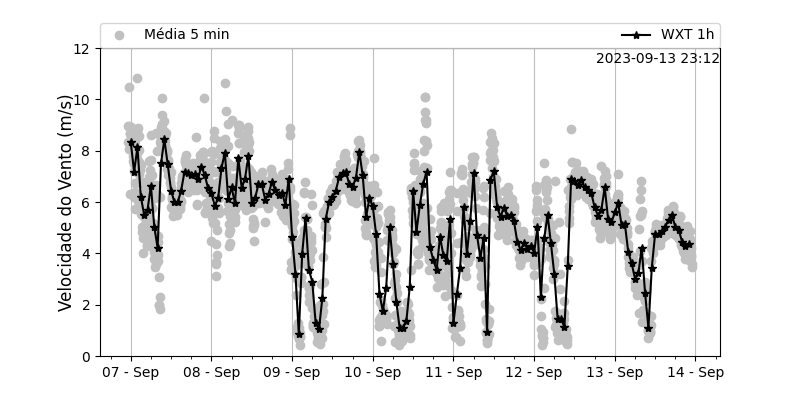 Média 5 min
WXT 1h
2023-09-13 23:12
Velocidade do Vento (m/s)
12
10
8
6
4
2
0
07 - Sep 08 - Sep 09 - Sep 10 - Sep 11 - Sep 12 - Sep 13 - Sep 14 - Sep